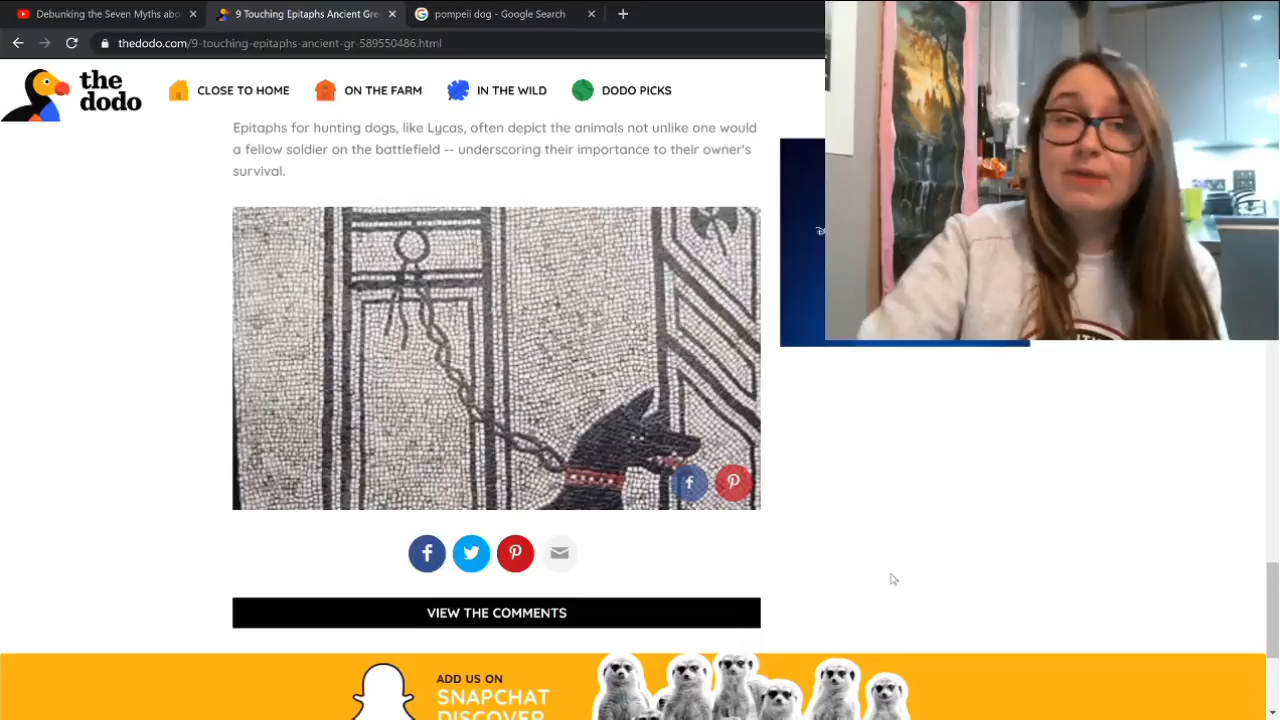 Debunking the Seven Myths abo
9 Touching Epitaphs Ancient Gre
pompeii dog - Google Search
thedodo.com/9-touching-epitaphs-ancient-gr-589550486.html
the
dodo
CLOSE TO HOME
ON THE FARM
IN THE WILD
DODO PICKS
Epitaphs for hunting dogs, like Lycas, often depict the animals not unlike one would
a fellow soldier on the battlefield -- underscoring their importance to their owner's
survival.
VIEW THE COMMENTS
ADD US ON
SNAPCHAT
DISCOVER